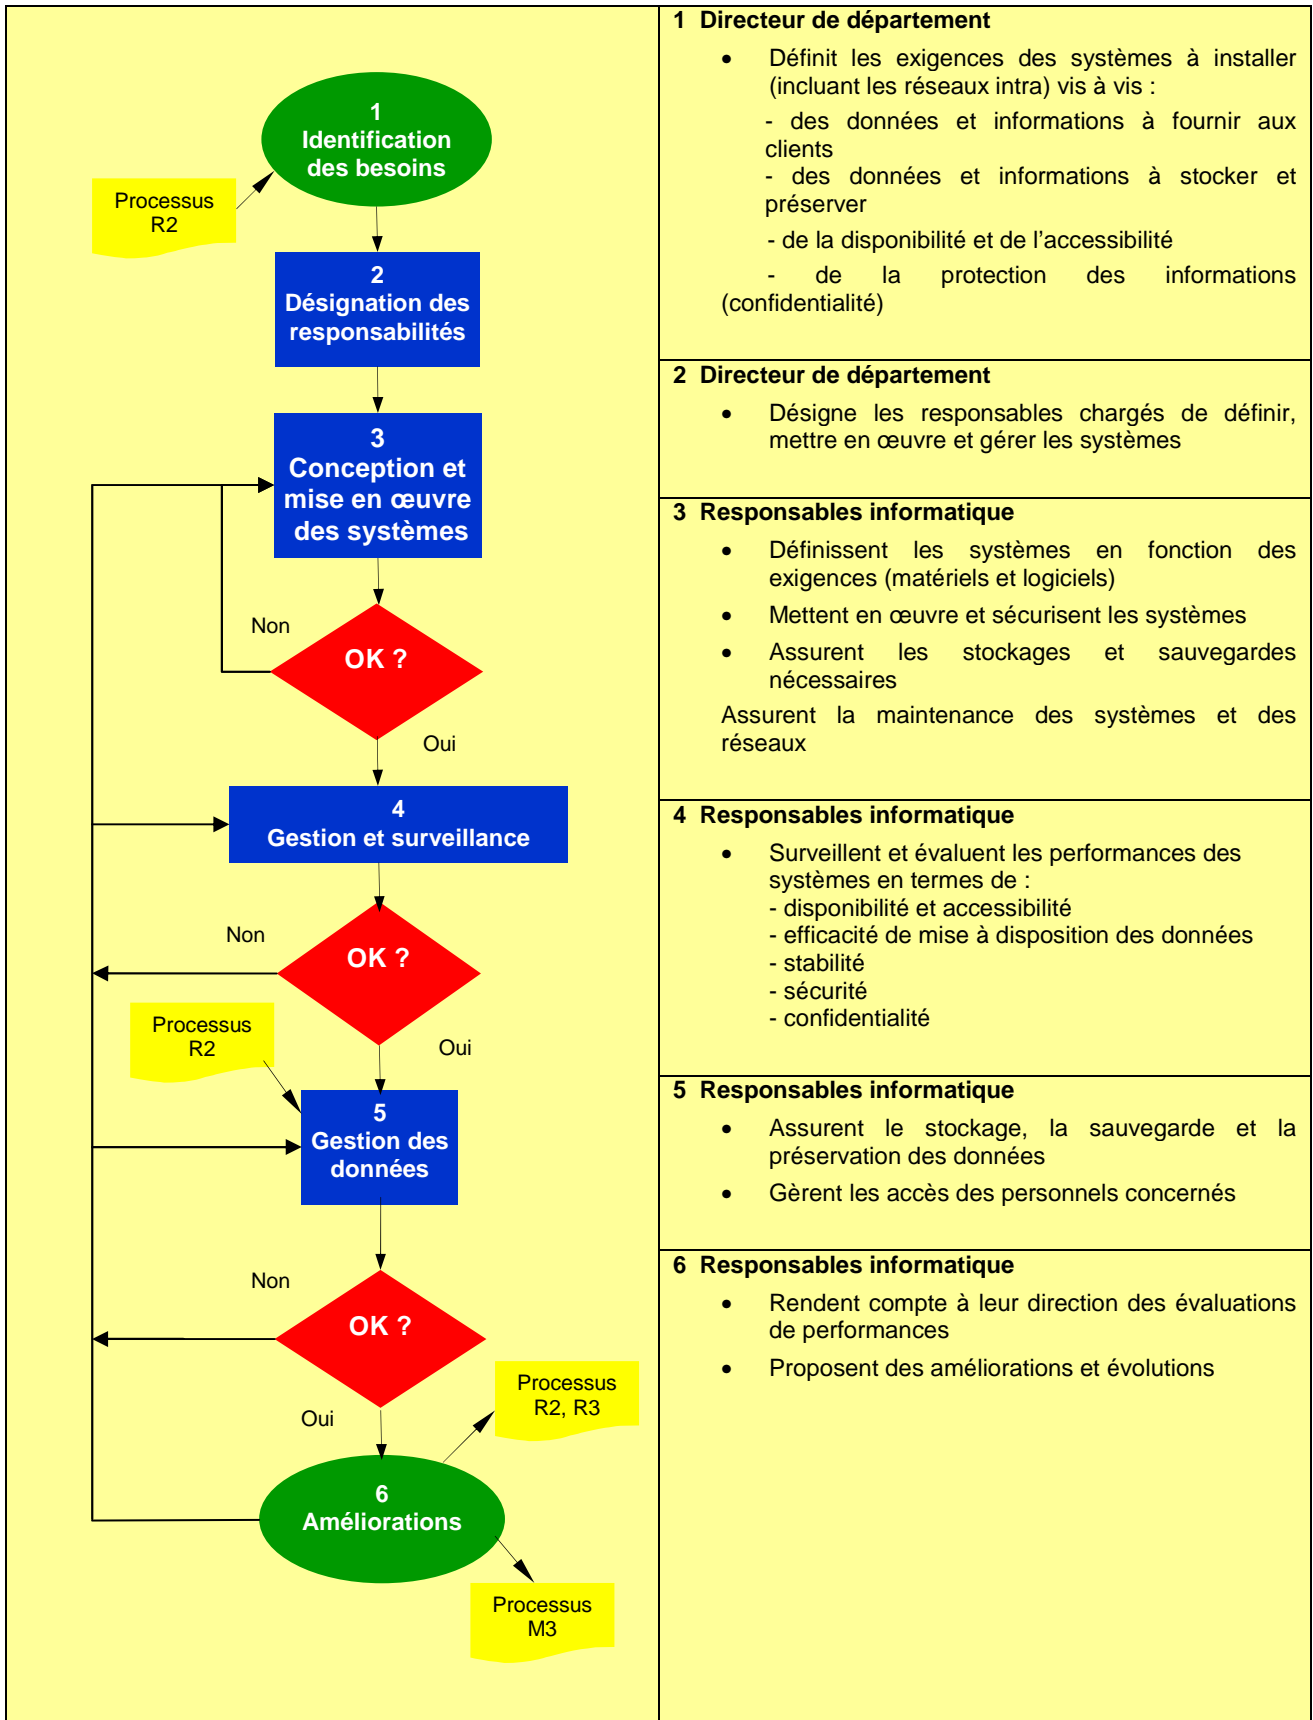 1
Identification
des besoins
Processus
R2
2
Désignation des
responsabilités
3
Conception et
mise en œuvre
des systèmes
Non
OK ?
Oui
4
Gestion et surveillance
Non
OK ?
Oui
Processus
R2
5
Gestion des
données
Non
OK ?
Oui
Processus
R2, R3
6
Améliorations
Processus
M3
1 Directeur de département
• Définit les exigences des systèmes à installer
(incluant les réseaux intra) vis à vis :
- des données et informations à fournir aux
clients
- des données et informations à stocker et
préserver
- de la disponibilité et de l’accessibilité
- de la protection des informations
(confidentialité)
2 Directeur de département
• Désigne les responsables chargés de définir,
mettre en œuvre et gérer les systèmes
3 Responsables informatique
• Définissent les systèmes en fonction des
exigences (matériels et logiciels)
• Mettent en œuvre et sécurisent les systèmes
• Assurent les stockages et sauvegardes
nécessaires
Assurent la maintenance des systèmes et des
réseaux
4 Responsables informatique
• Surveillent et évaluent les performances des
systèmes en termes de :
- disponibilité et accessibilité
- efficacité de mise à disposition des données
- stabilité
- sécurité
- confidentialité
5 Responsables informatique
• Assurent le stockage, la sauvegarde et la
préservation des données
• Gèrent les accès des personnels concernés
6 Responsables informatique
• Rendent compte à leur direction des évaluations
de performances
• Proposent des améliorations et évolutions